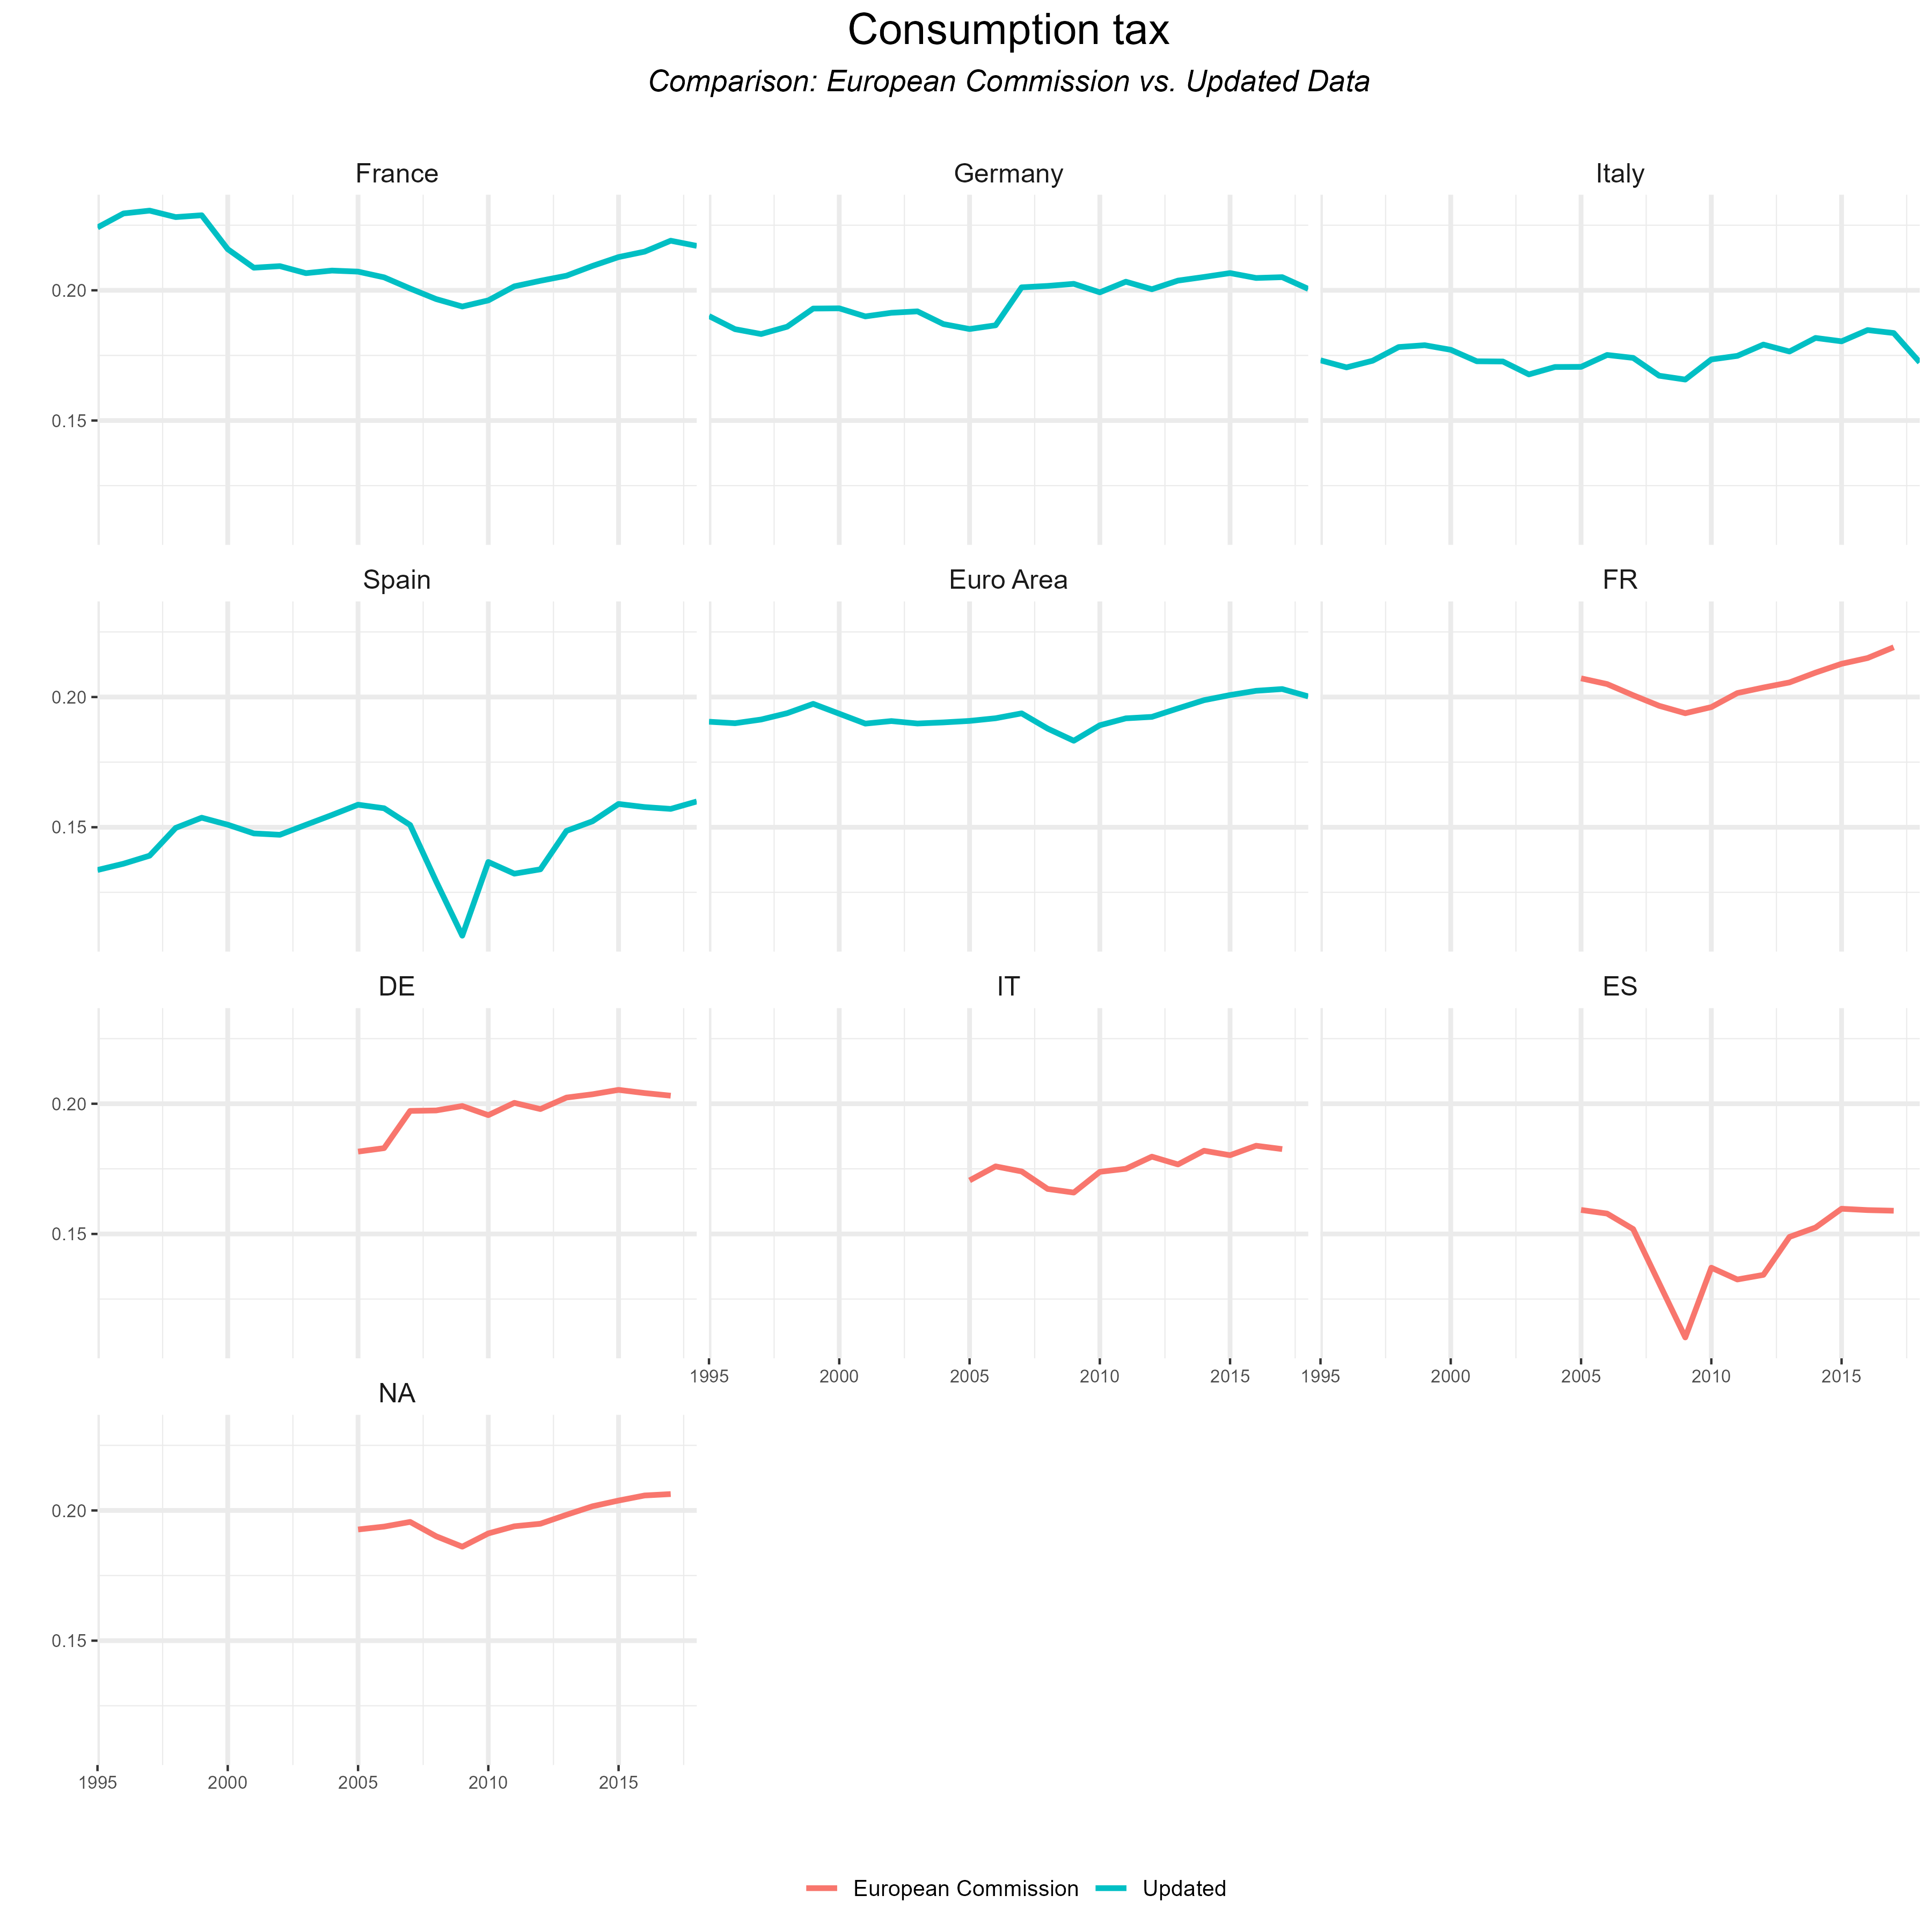 Consumption tax
Comparison: European Commission vs. Updated Data
France
Germany
Italy
0.20
0.15
Spain
Euro Area
FR
0.20
0.15
DE
IT
ES
0.20
0.15
1995 2000 2005 2010 2015 1995 2000 2005 2010 2015
NA
0.20
0.15
1995 2000 2005 2010 2015
European Commission Updated